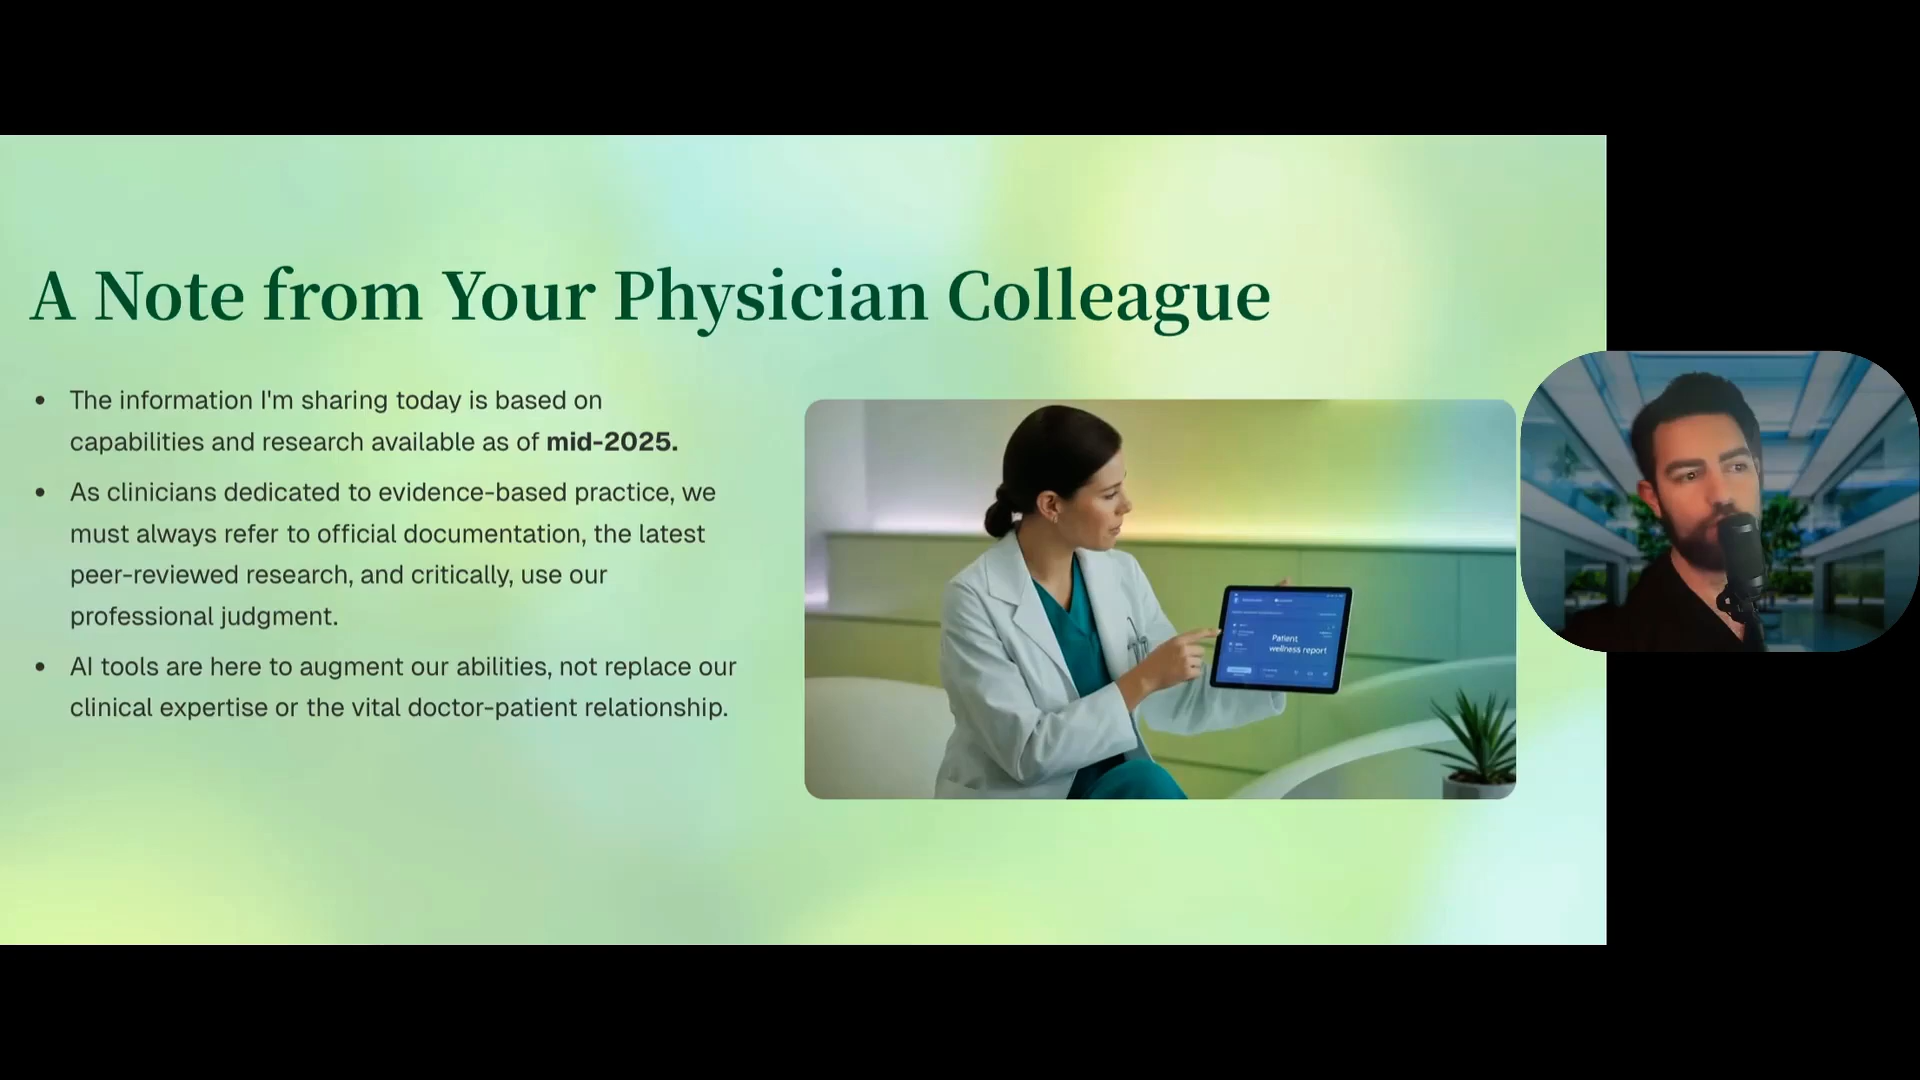 A Note from Your Physician Colleague
• The information I'm sharing today is based on
capabilities and research available as of mid-2025.
• As clinicians dedicated to evidence-based practice, we
must always refer to official documentation, the latest
peer-reviewed research, and critically, use our
professional judgment.
• AI tools are here to augment our abilities, not replace our
clinical expertise or the vital doctor-patient relationship.
Patient
wellness report